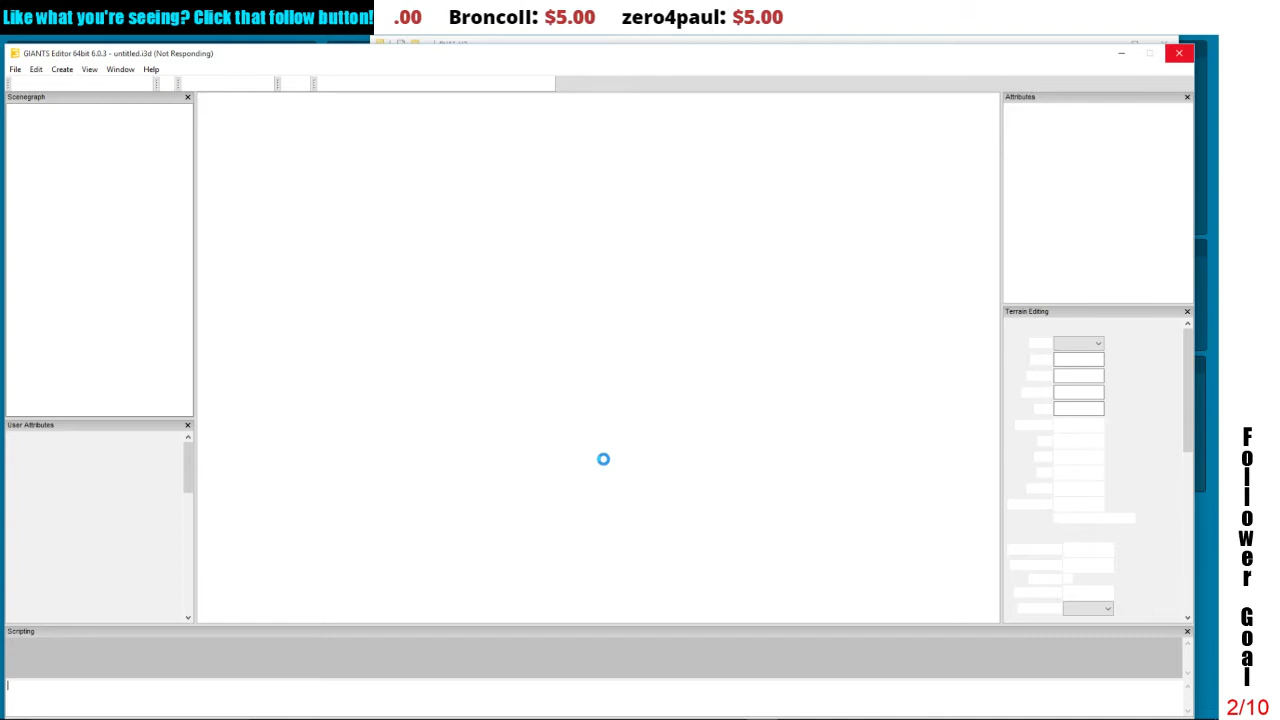 Like what you're seeing? Click that follow button!
.00 Broncoll: $5.00 zero4paul: $5.00
GIANTS Editor 64bit 6.0.3 - untitled.i3d (Not Responding)
File Edit Create View Window Help
Scenegraph
Attributes
Terrain Editing
User Attributes
Scripting
Follower Goal
2/10